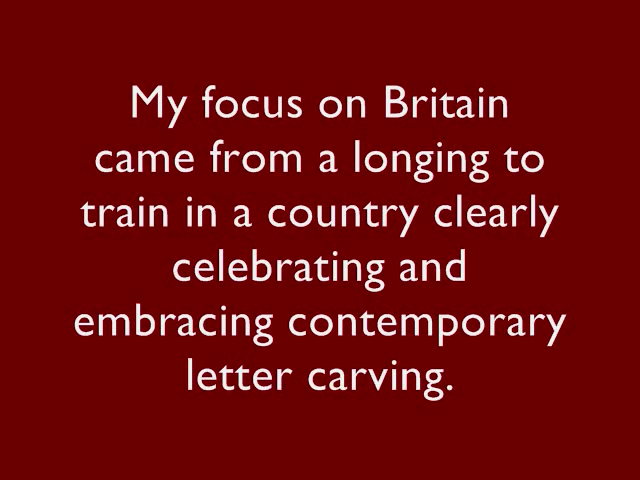 My focus on Britain
came from a longing to
train in a country clearly
celebrating and
embracing contemporary
letter carving.